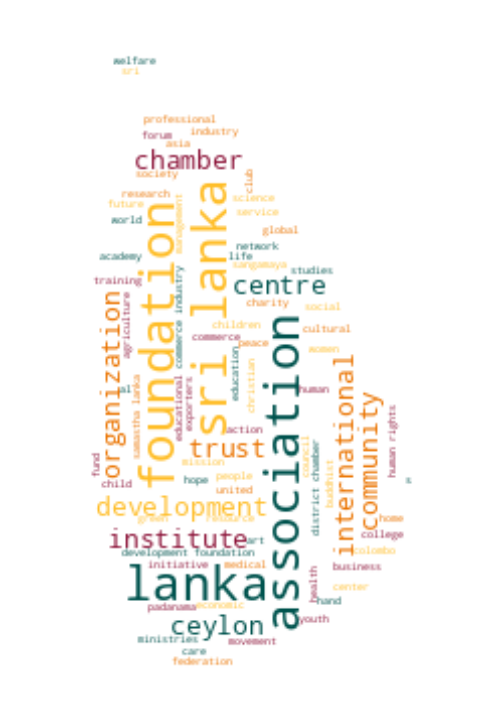 welfare
sri
professional
forum
industry
asia
chamber
society
club
research
science
future
management
foundation
sri lanka
world
service
global
network
academy
life
sangamaya
studies
training
centre
commerce industry
organization
agriculture
charity
social
association
children
cultural
commerce
peace
women
education
international
samastha lanka
educational
exporters
christian
human
al
community
human rights
action
trust
council
district chamber
fund
mission
buddhist
child
hope
people
s
united
development
green
resource
home
college
institute
art
colombo
development foundation
initiative
medical
business
health
lanka
center
hand
padanama
economic
youth
ceylon
ministries
movement
care
federation